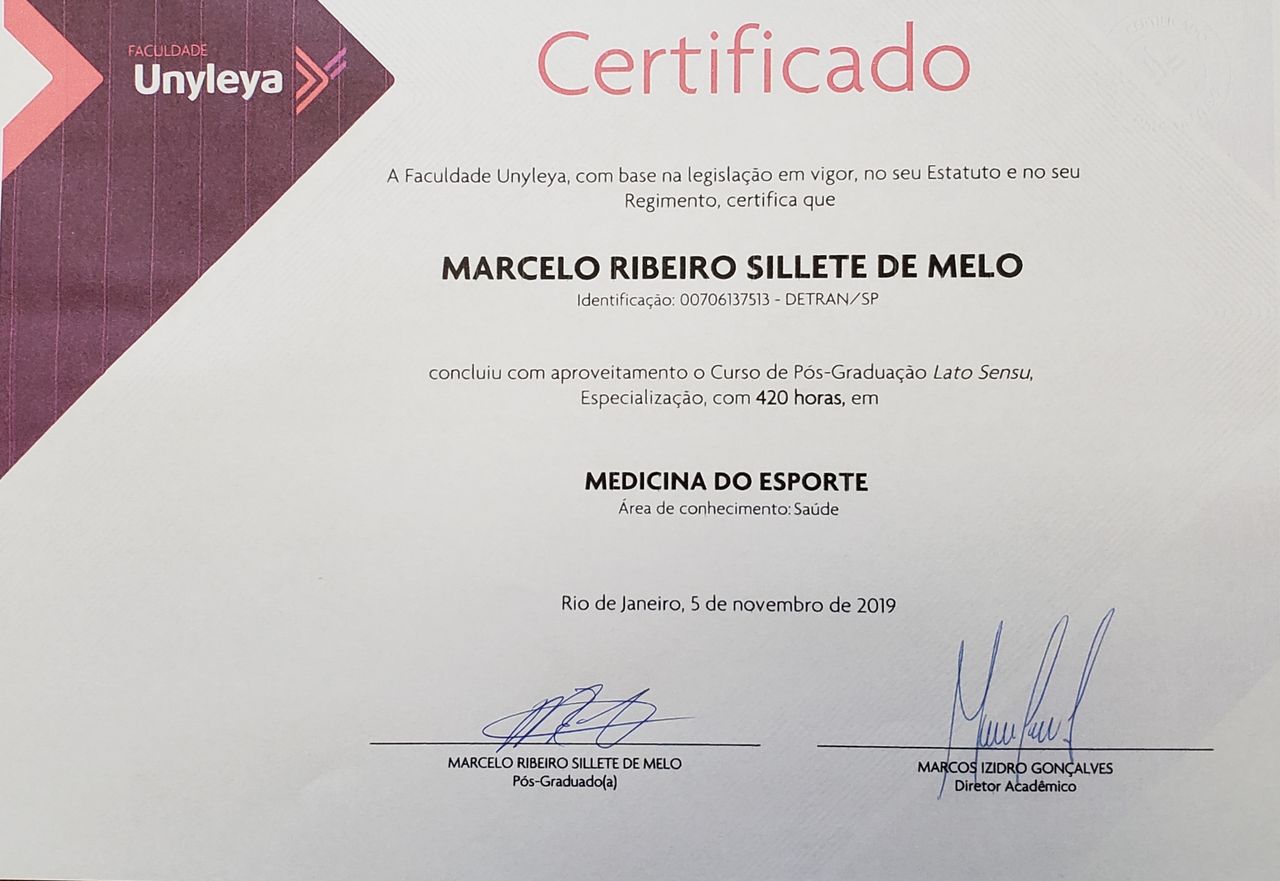 FACULDADE
Unyleya
Certificado
A Faculdade Unyleya, com base na legislação em vigor, no seu Estatuto e no seu
Regimento, certifica que
MARCELO RIBEIRO SILLETE DE MELO
Identificação: 00706137513 - DETRAN/SP
concluiu com aproveitamento o Curso de Pós-Graduação Lato Sensu,
Especialização, com 420 horas, em
MEDICINA DO ESPORTE
Área de conhecimento: Saúde
Rio de Janeiro, 5 de novembro de 2019
MARCELO RIBEIRO SILLETE DE MELO
Pós-Graduado(a)
MARCOS IZIDRO GONÇALVES
Diretor Acadêmico